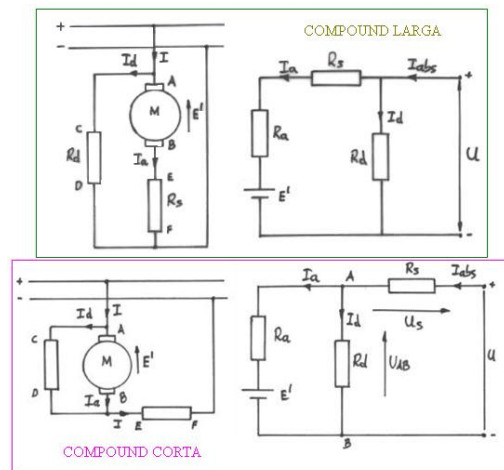 COMPOUND LARGA
+
-
I
Id
A
C
Rd
D
M
E'
B
Ia
E
Rs
F
Ia
Rs
Iabs
+
Ra
Id
Rd
U
E'
-
+
-
I
Id
A
C
D
M
E'
Ia
B
I
E
F
COMPOUND CORTA
Ia
A
Rs
Iabs
+
Us
Ra
Id
Rd
UAB
U
E'
B
-